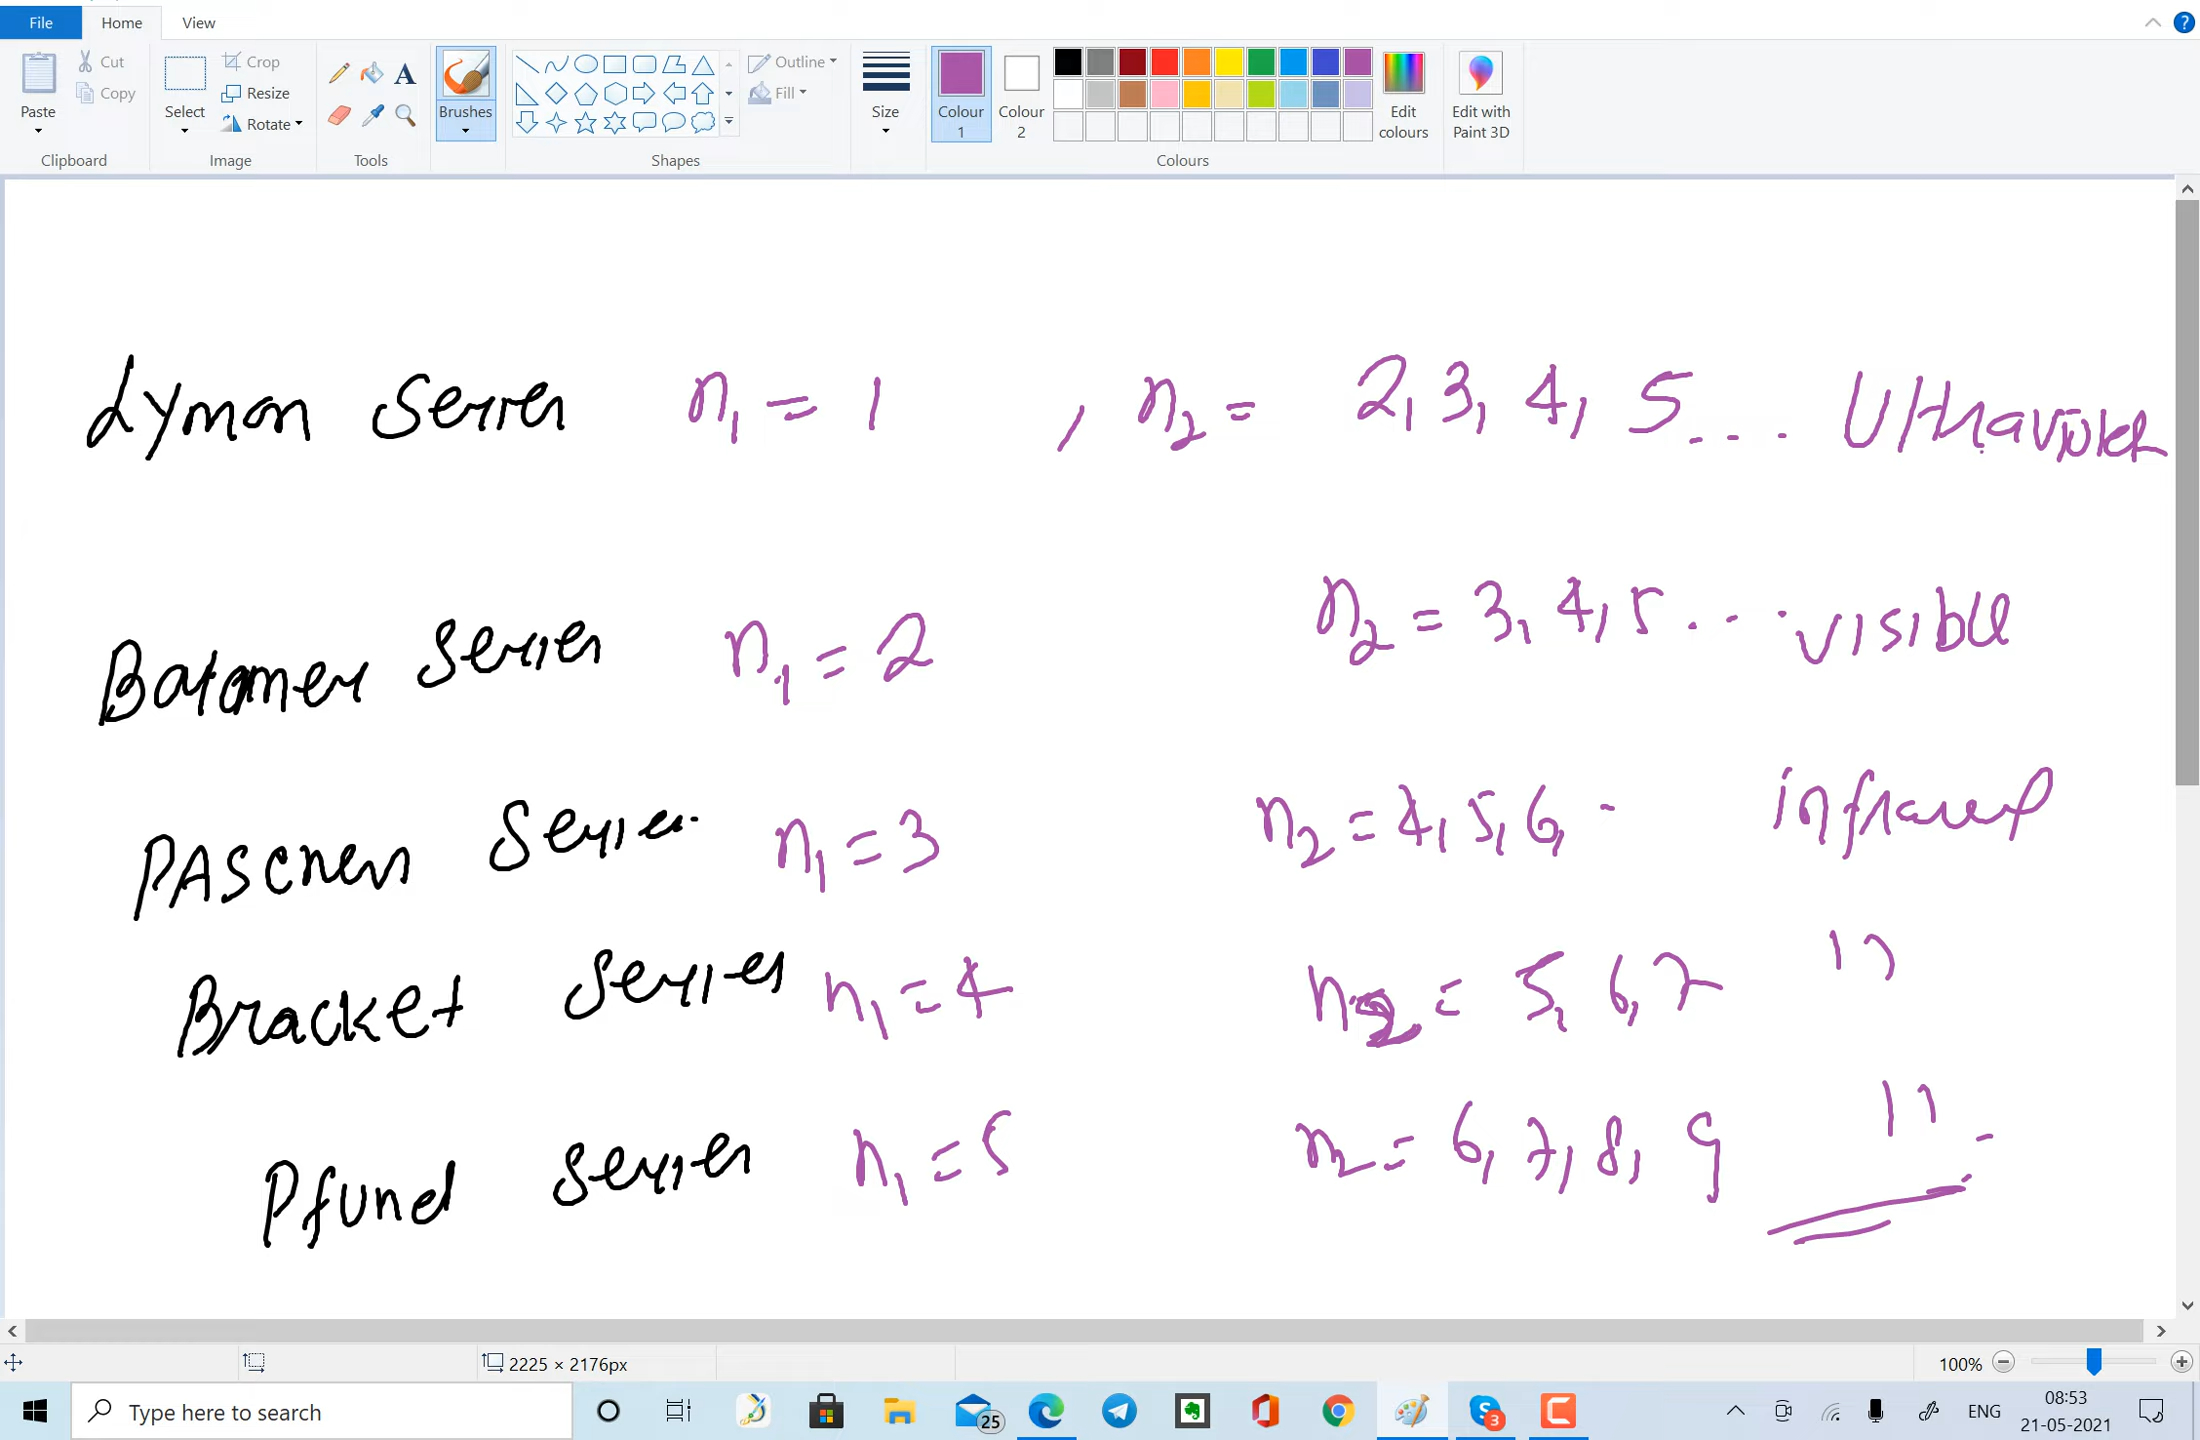 File Home View
Paste Cut Copy Select Crop Resize Rotate A Brushes Outline Fill Size Colour 1 Colour 2 Edit colours Edit with Paint 3D
Clipboard Image Tools Shapes Colours
Lyman Series n1 = 1 , n2 = 2, 3, 4, 5 ... Ultraviolet
Batamer Series n1 = 2 n2 = 3, 4, 5 ... visible
PAschen Series n1 = 3 n2 = 4, 5, 6, - infrared
Bracket Series n1 = 4 n2 = 5, 6, 7 ''
Pfund Series n1 = 5 n2 = 6, 7, 8, 9 '' -
2225 × 2176px 100%
Type here to search 25 3 ENG 08:53
21-05-2021